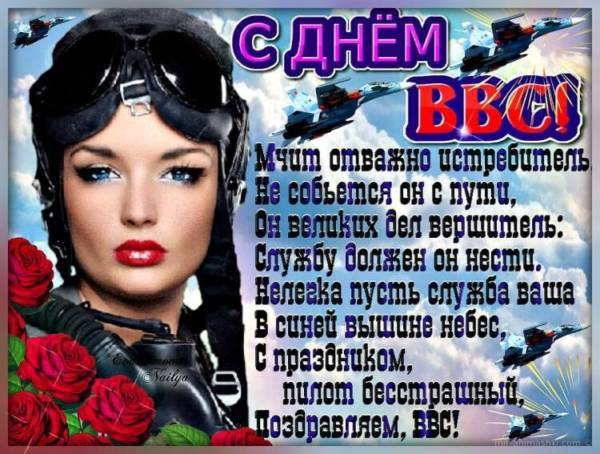 С ДНЁМ
ВВС!
Мчит отважно истребитель,
Не собьется он с пути,
Он великих дел вершитель:
Службу должен он нести.
Нелегка пусть служба ваша
В синей вышине небес,
С праздником,
пилот бесстрашный,
Поздравляем, ВВС!
Nailya